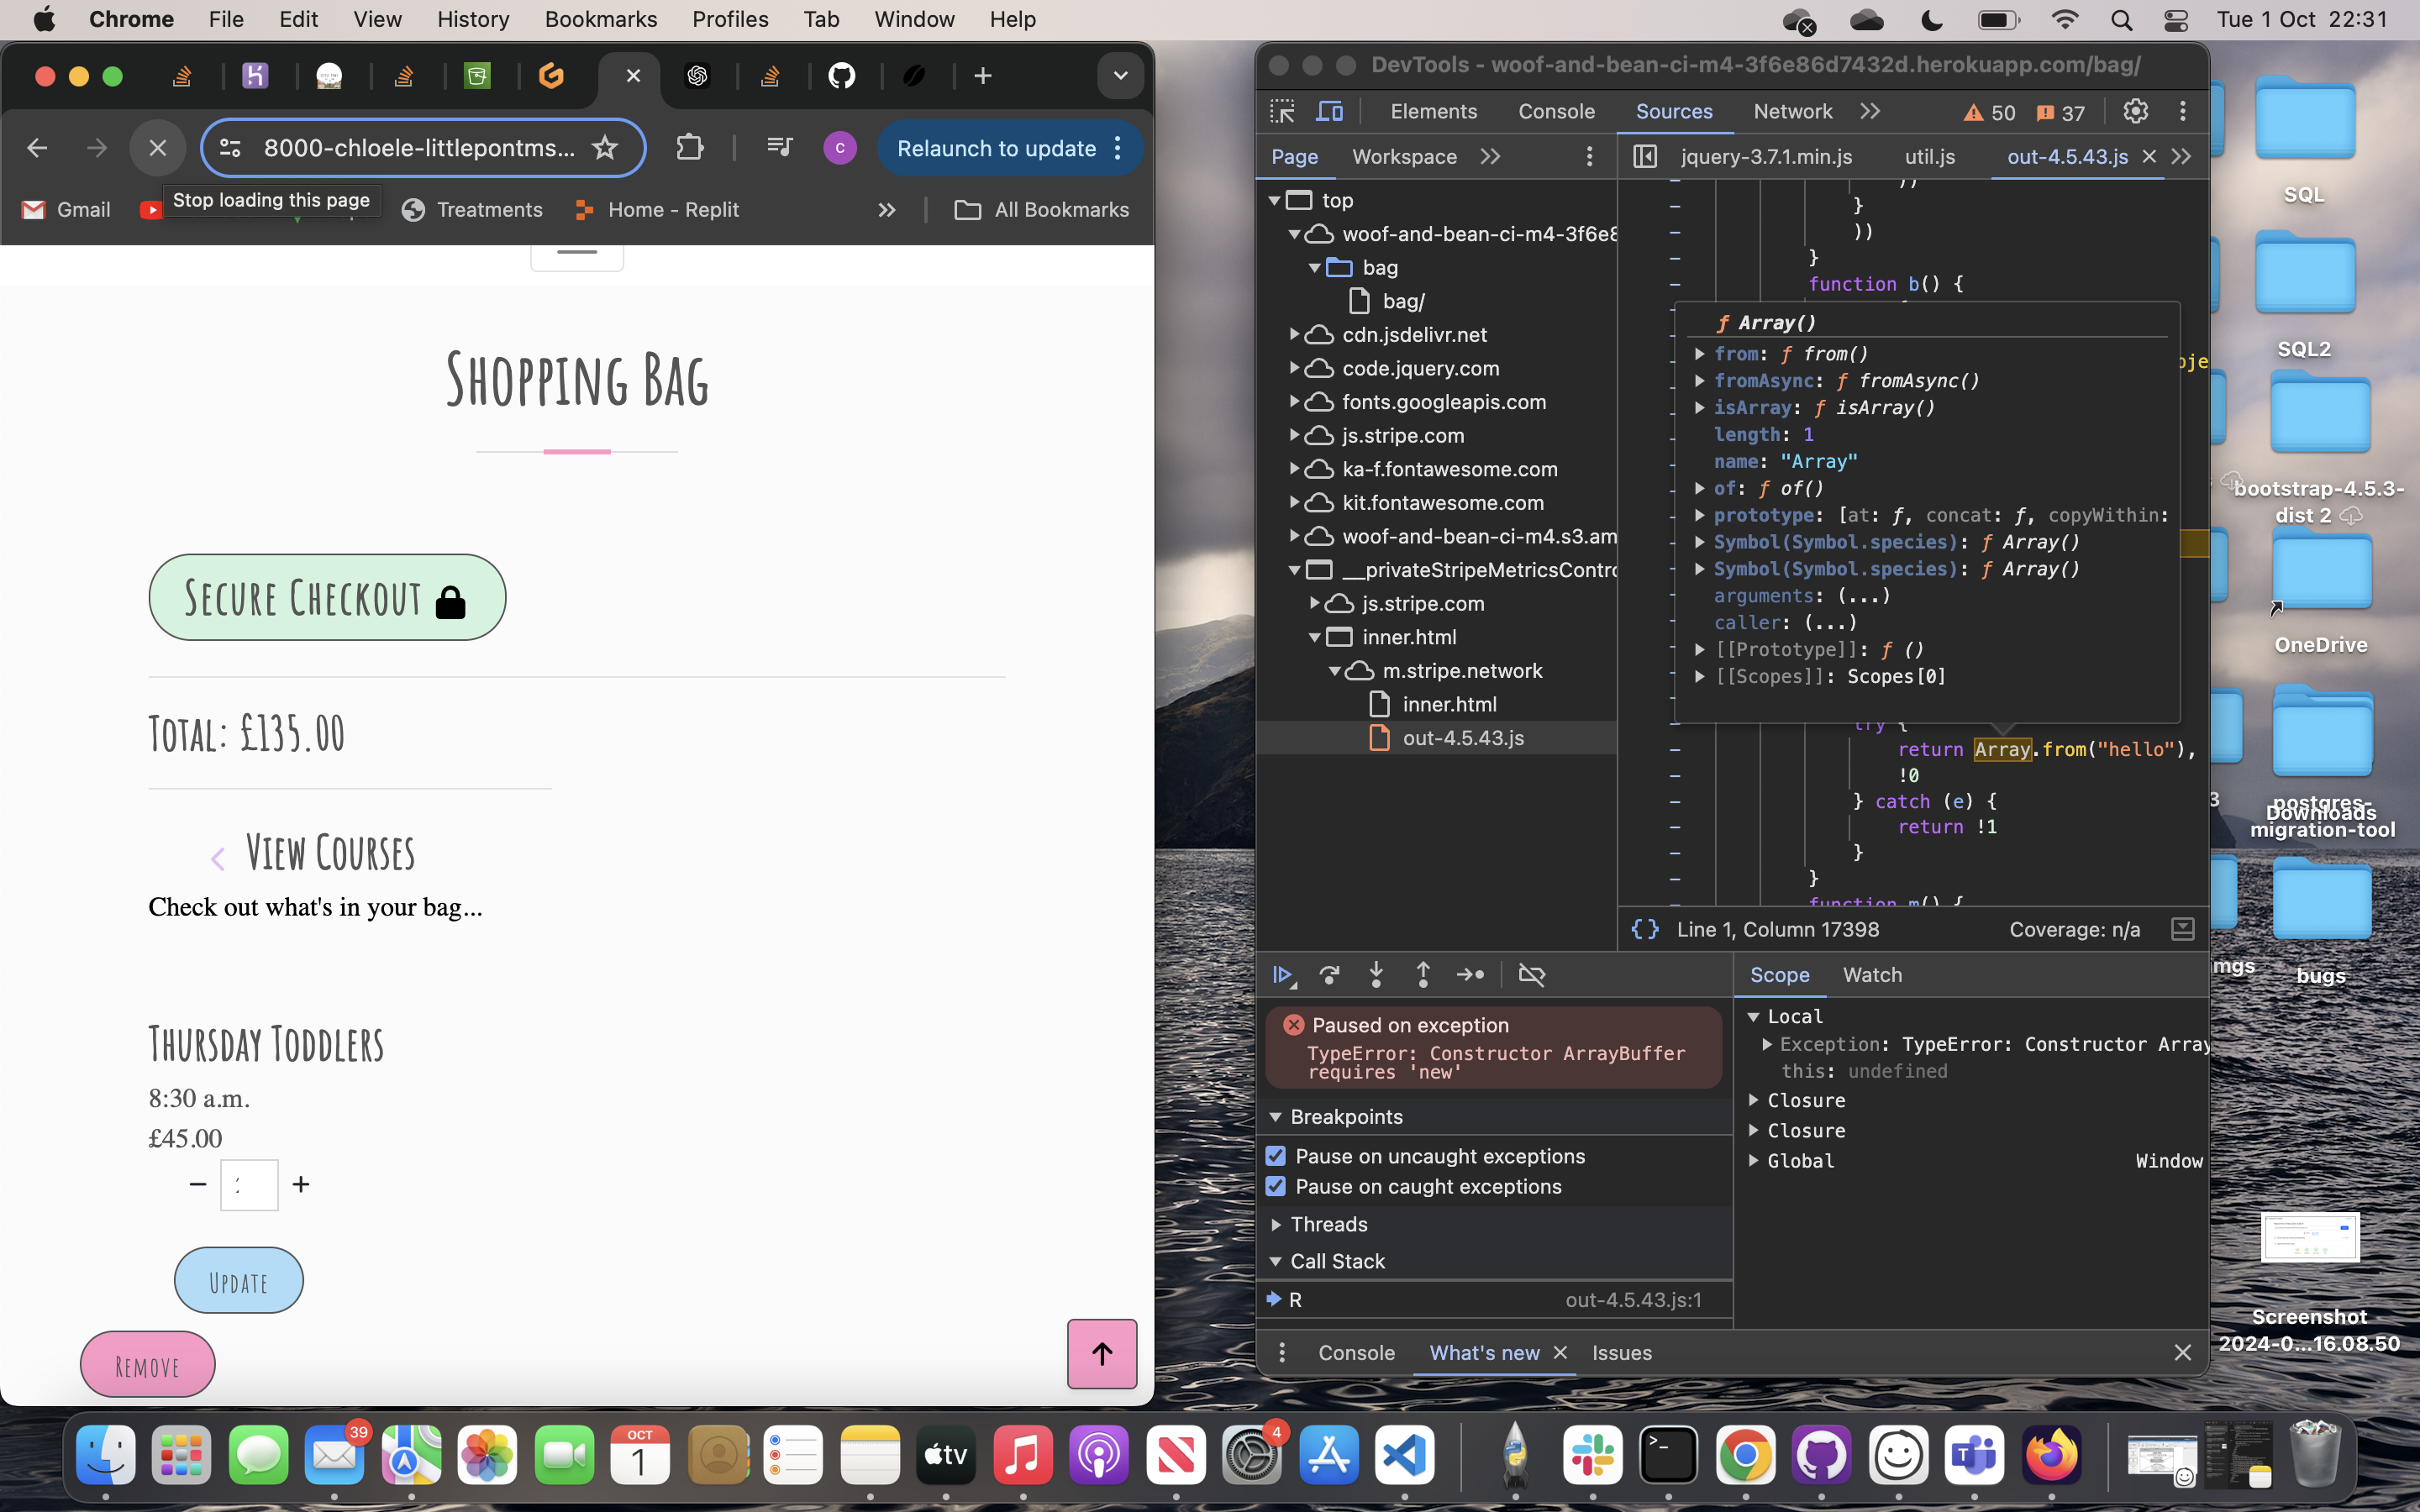 Chrome File Edit View History Bookmarks Profiles Tab Window Help Tue 1 Oct 22:31
8000-chloele-littlepontms... C Relaunch to update
Stop loading this page
Gmail Treatments Home - Replit All Bookmarks
Shopping Bag
Secure Checkout
Total: £135.00
View Courses
Check out what's in your bag...
Thursday Toddlers
8:30 a.m.
£45.00
− +
Update
Remove
DevTools - woof-and-bean-ci-m4-3f6e86d7432d.herokuapp.com/bag/
Elements Console Sources Network 50 37
Page Workspace
jquery-3.7.1.min.js util.js out-4.5.43.js
top
woof-and-bean-ci-m4-3f6e8
bag
bag/
cdn.jsdelivr.net
code.jquery.com
fonts.googleapis.com
js.stripe.com
ka-f.fontawesome.com
kit.fontawesome.com
woof-and-bean-ci-m4.s3.am
__privateStripeMetricsContro
js.stripe.com
inner.html
m.stripe.network
inner.html
out-4.5.43.js
))
}
))
}
function b() {
oje
ƒ Array()
from: ƒ from()
fromAsync: ƒ fromAsync()
isArray: ƒ isArray()
length: 1
name: "Array"
of: ƒ of()
prototype: [at: ƒ, concat: ƒ, copyWithin:
Symbol(Symbol.species): ƒ Array()
Symbol(Symbol.species): ƒ Array()
arguments: (...)
caller: (...)
[[Prototype]]: ƒ ()
[[Scopes]]: Scopes[0]
try {
return Array.from("hello"),
!0
} catch (e) {
return !1
}
}
function m() {
{} Line 1, Column 17398 Coverage: n/a
Paused on exception
TypeError: Constructor ArrayBuffer
requires 'new'
Breakpoints
Pause on uncaught exceptions
Pause on caught exceptions
Threads
Call Stack
R out-4.5.43.js:1
Scope Watch
Local
Exception: TypeError: Constructor Array
this: undefined
Closure
Closure
Global Window
Console What's new Issues
SQL
SQL2
bootstrap-4.5.3-
dist 2
OneDrive
postgres-
migration-tool
Downloads
3
mgs
bugs
Screenshot
2024-0...16.08.50
39
OCT
1
tv
4